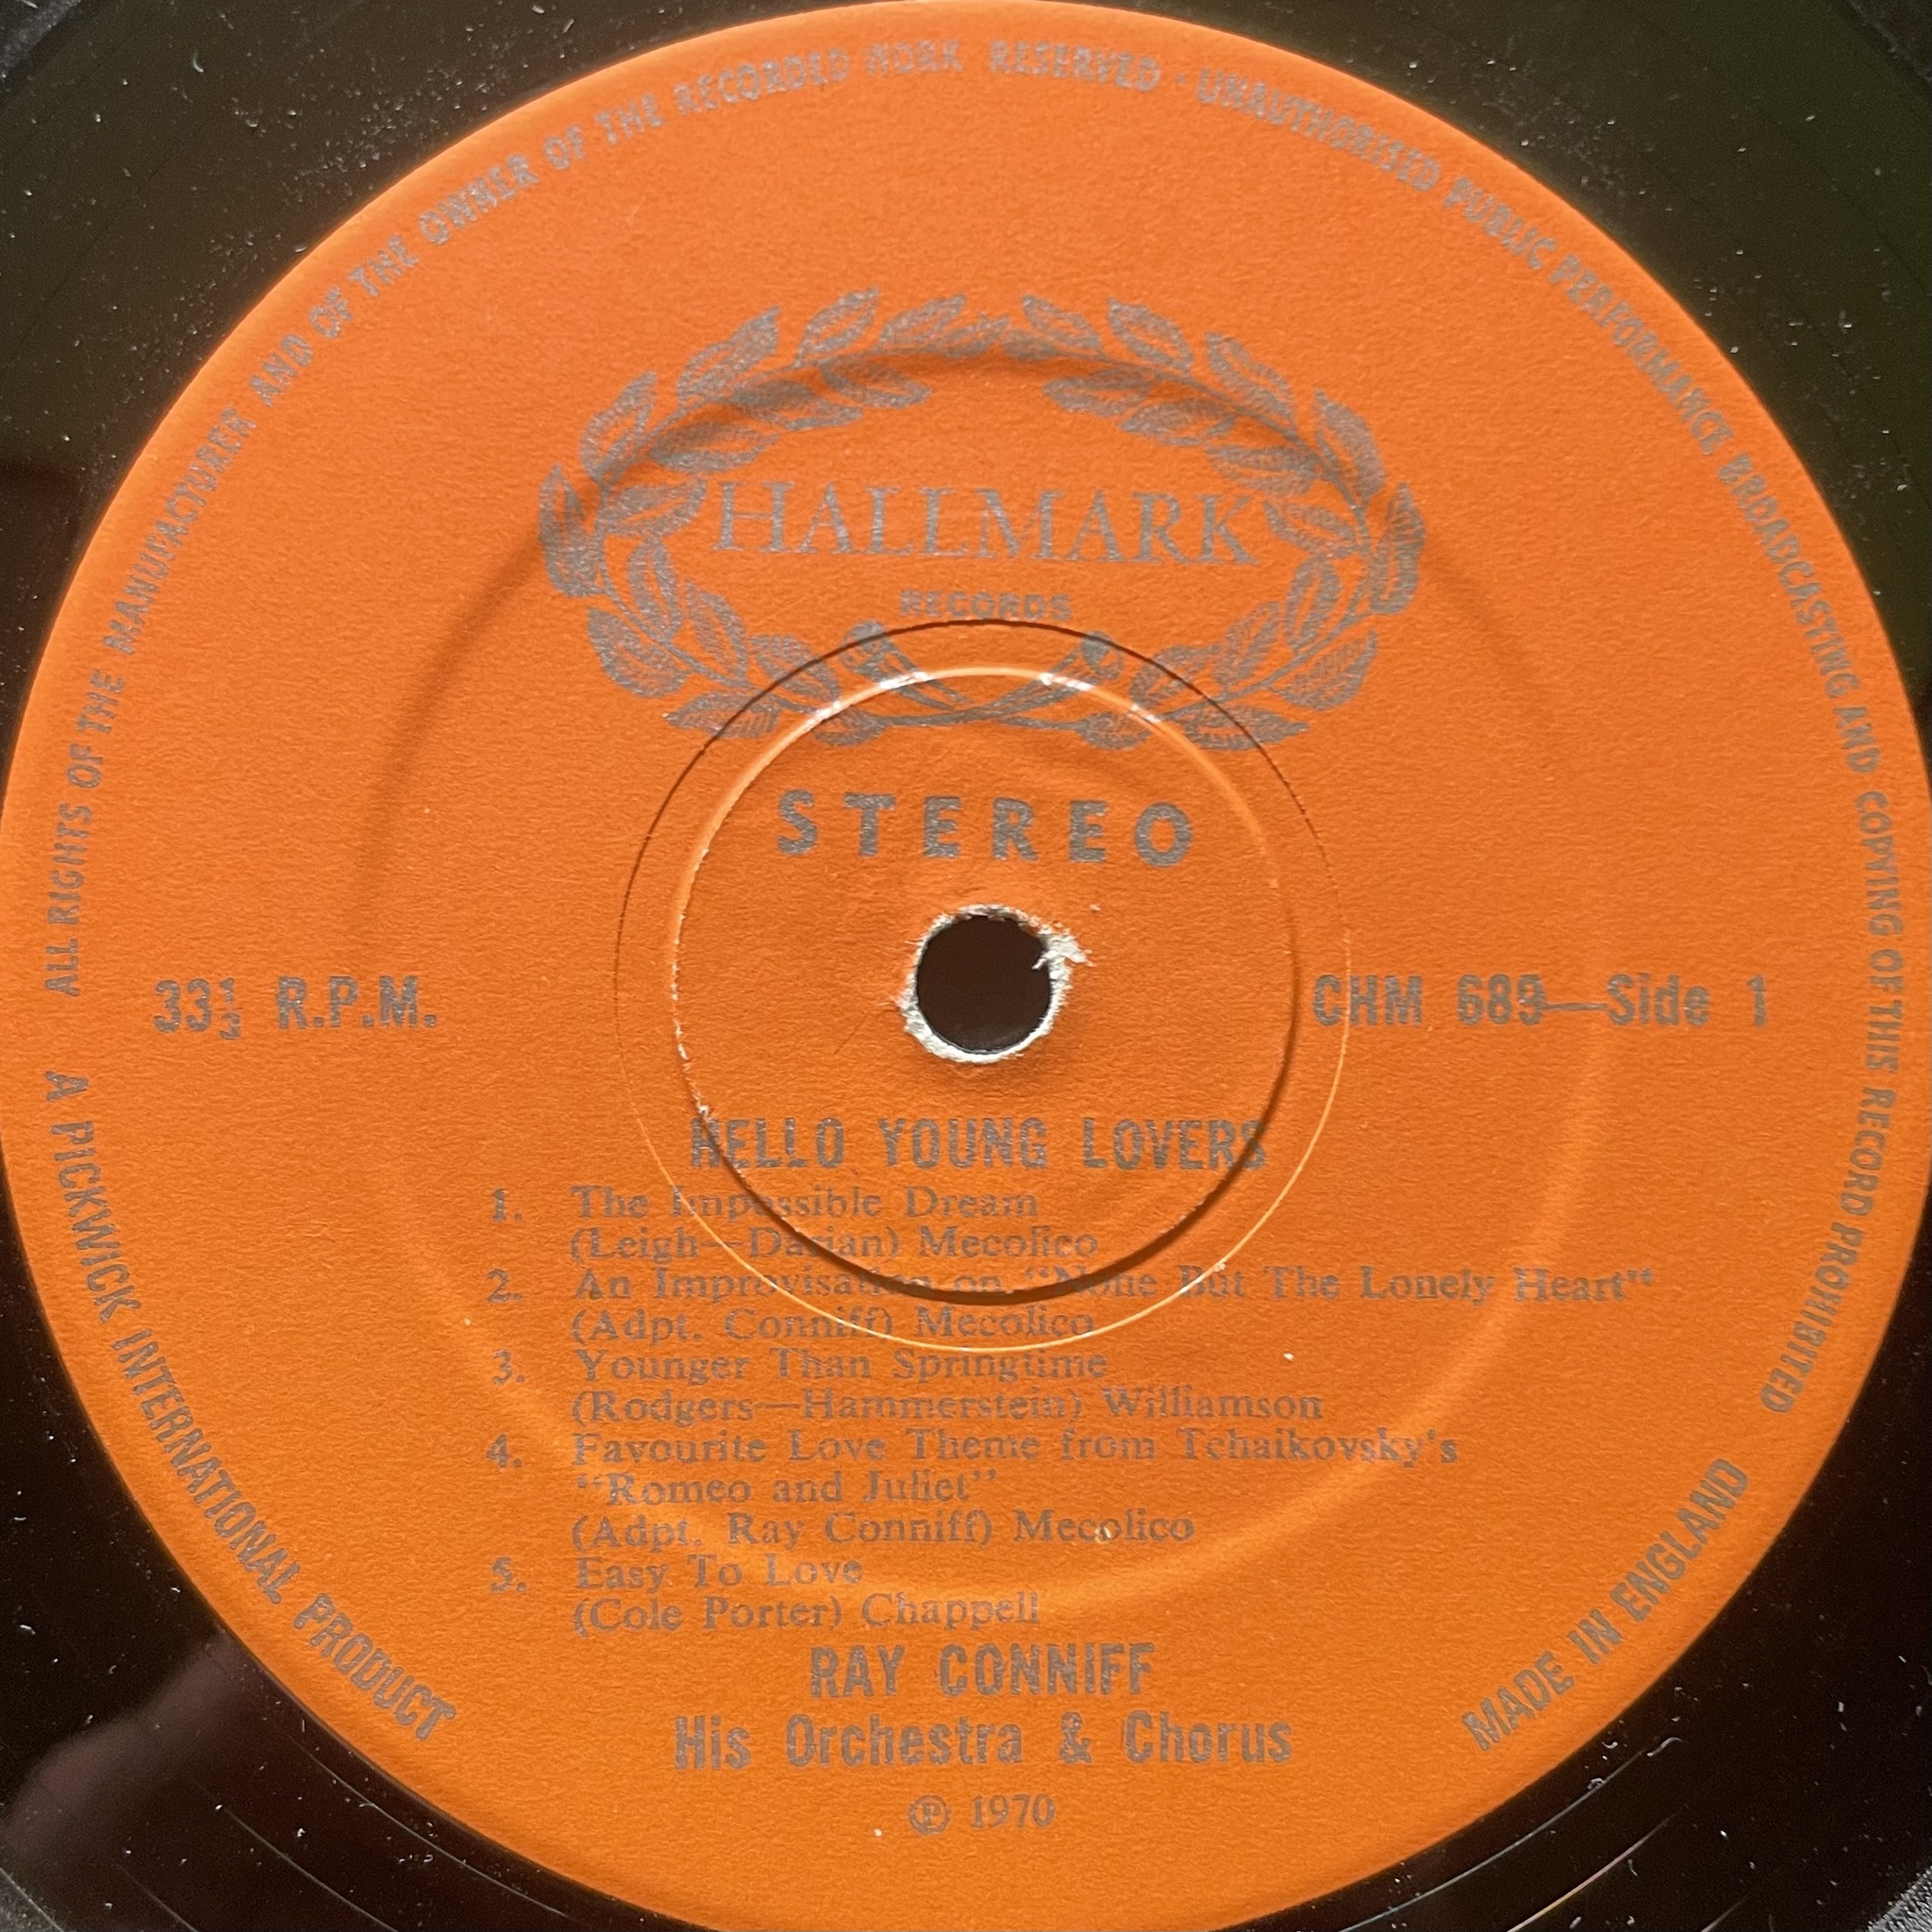 ALL RIGHTS OF THE MANUFACTURER AND OF THE OWNER OF THE RECORDED WORK RESERVED · UNAUTHORISED PUBLIC PERFORMANCE BROADCASTING AND COPYING OF THIS RECORD PROHIBITED
HALLMARK
RECORDS
STEREO
33⅓ R.P.M.
CHM 689—Side 1
HELLO YOUNG LOVERS
1. The Impossible Dream
(Leigh—Darian) Mecolico
2. An Improvisation on "None But The Lonely Heart"
(Adpt. Conniff) Mecolico
3. Younger Than Springtime
(Rodgers—Hammerstein) Williamson
4. Favourite Love Theme from Tchaikovsky's
"Romeo and Juliet"
(Adpt. Ray Conniff) Mecolico
5. Easy To Love
(Cole Porter) Chappell
RAY CONNIFF
His Orchestra & Chorus
℗ 1970
A PICKWICK INTERNATIONAL PRODUCT
MADE IN ENGLAND